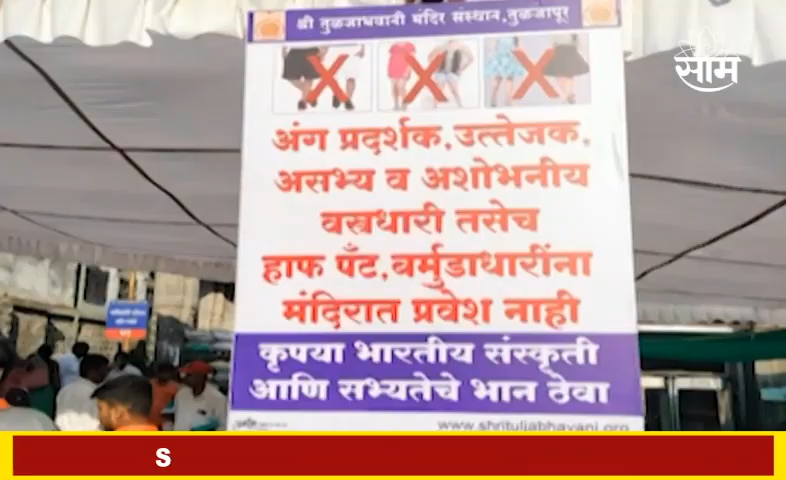 श्री तुळजाभवानी मंदिर संस्थान, तुळजापूर
साम
अंग प्रदर्शक, उत्तेजक,
असभ्य व अशोभनीय
वस्त्रधारी तसेच
हाफ पँट, बर्मुडाधारींना
मंदिरात प्रवेश नाही
कृपया भारतीय संस्कृती
आणि सभ्यतेचे भान ठेवा
www.shrituljabhavani.org
S